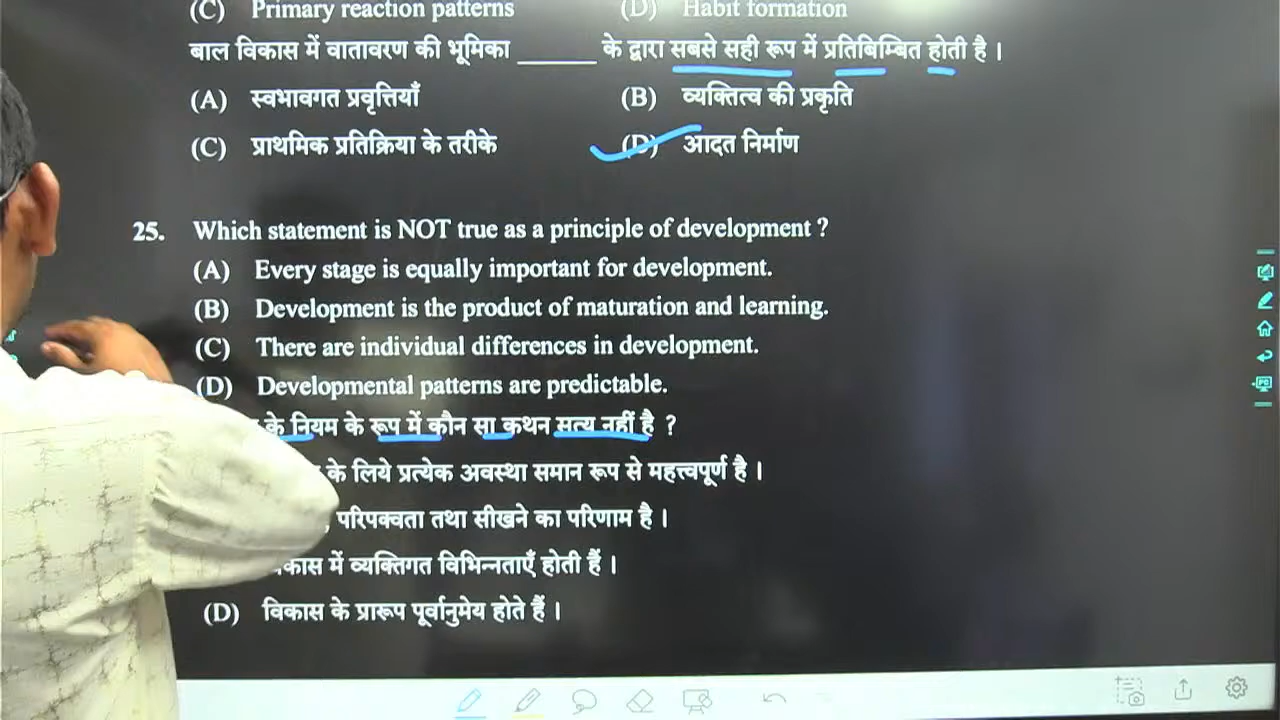 (C) Primary reaction patterns (D) Habit formation
बाल विकास में वातावरण की भूमिका ______ के द्वारा सबसे सही रूप में प्रतिबिम्बित होती है ।
(A) स्वभावगत प्रवृत्तियाँ (B) व्यक्तित्व की प्रकृति
(C) प्राथमिक प्रतिक्रिया के तरीके (D) आदत निर्माण
25. Which statement is NOT true as a principle of development ?
(A) Every stage is equally important for development.
(B) Development is the product of maturation and learning.
(C) There are individual differences in development.
(D) Developmental patterns are predictable.
के नियम के रूप में कौन सा कथन सत्य नहीं है ?
के लिये प्रत्येक अवस्था समान रूप से महत्त्वपूर्ण है ।
परिपक्वता तथा सीखने का परिणाम है ।
में व्यक्तिगत विभिन्नताएँ होती हैं ।
(D) विकास के प्रारूप पूर्वानुमेय होते हैं ।